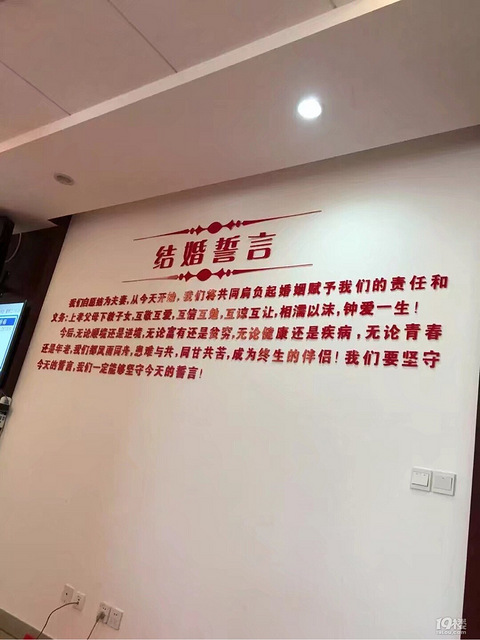 结婚誓言
我们自愿结为夫妻，从今天开始，我们将共同肩负起婚姻赋予我们的责任和
义务：上孝父母下教子女，互敬互爱，互信互勉，互谅互让，相濡以沫，钟爱一生！
今后，无论顺境还是逆境，无论富有还是贫穷，无论健康还是疾病，无论青春
还是年老，我们都风雨同舟，患难与共，同甘共苦，成为终生的伴侣！我们要坚守
今天的誓言，我们一定能够坚守今天的誓言！
19楼